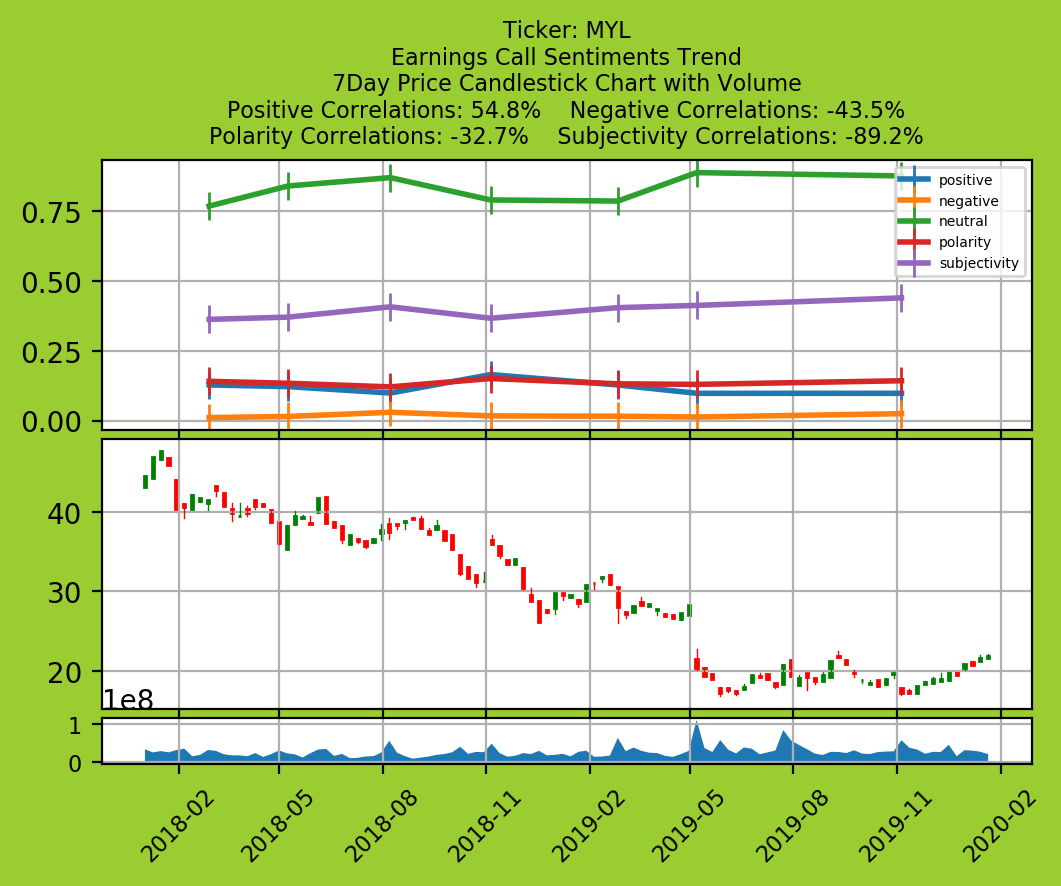 Ticker: MYL
Earnings Call Sentiments Trend
7Day Price Candlestick Chart with Volume
Positive Correlations: 54.8%    Negative Correlations: -43.5%
Polarity Correlations: -32.7%    Subjectivity Correlations: -89.2%
positive
negative
neutral
polarity
subjectivity
0.75
0.50
0.25
0.00
40
30
20
1e8
1
0
2018-02
2018-05
2018-08
2018-11
2019-02
2019-05
2019-08
2019-11
2020-02